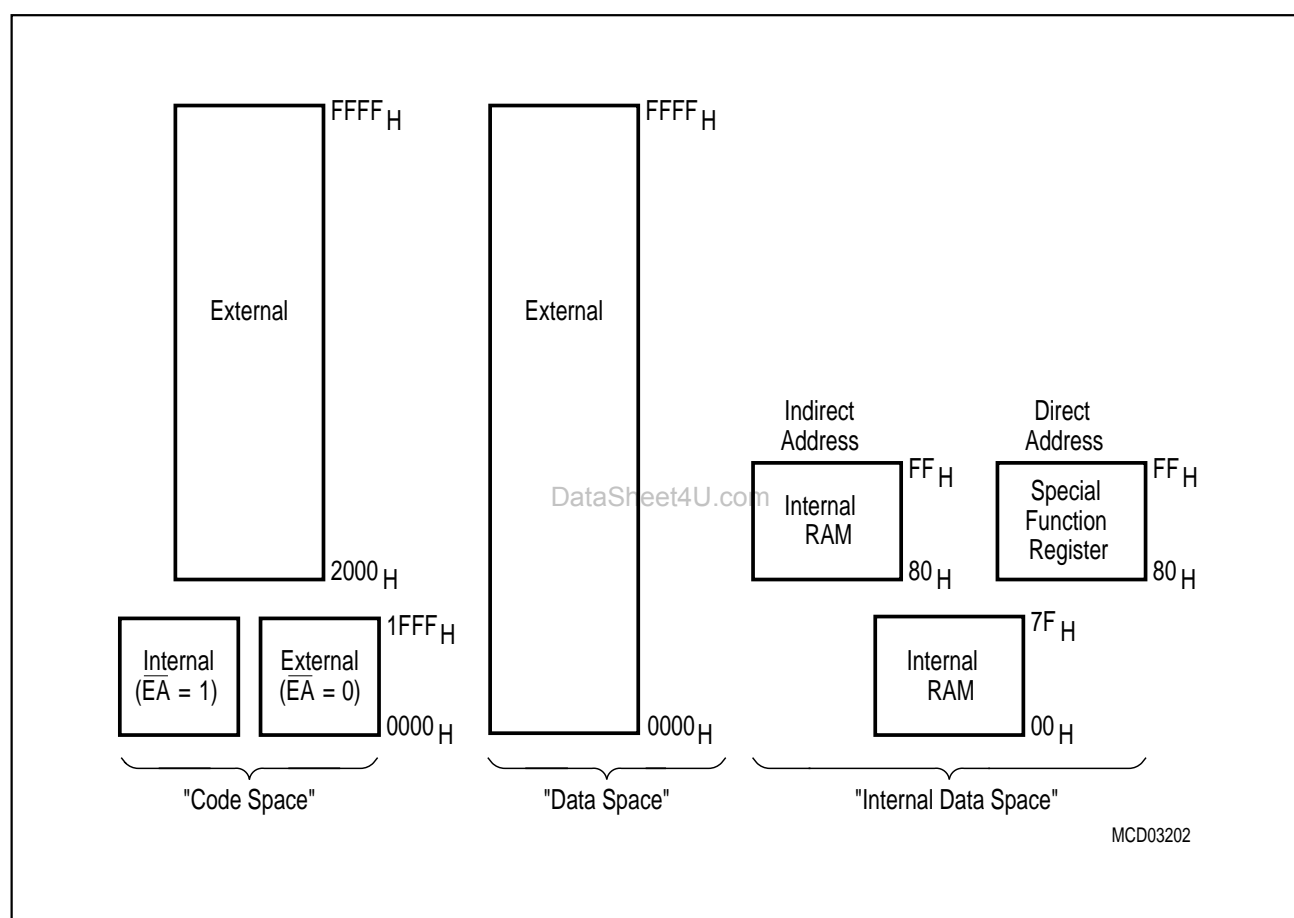 FFFF H
External
2000 H
1FFF H
Internal
(EA = 1)
External
(EA = 0)
0000 H
"Code Space"
FFFF H
External
0000 H
"Data Space"
Indirect
Address
FF H
Internal
RAM
80 H
Direct
Address
FF H
Special
Function
Register
80 H
7F H
Internal
RAM
00 H
"Internal Data Space"
DataSheet4U.com
MCD03202